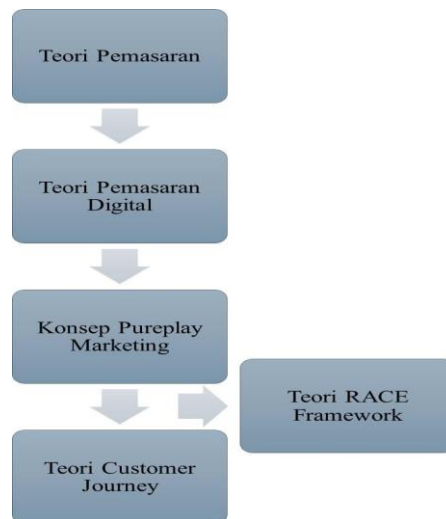 Teori Pemasaran
Teori Pemasaran
Digital
Konsep Pureplay
Marketing
Teori RACE
Framework
Teori Customer
Journey